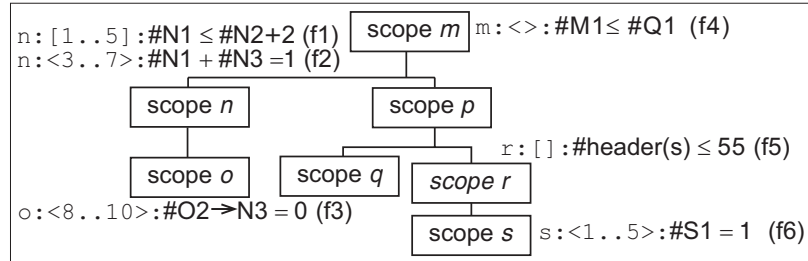 n:[1..5]:#N1 ≤ #N2+2 (f1)
n:<3..7>:#N1 + #N3 =1 (f2)
scope m
m:<>:#M1≤ #Q1 (f4)
scope n
scope p
r:[]:#header(s) ≤ 55 (f5)
scope o
scope q
scope r
o:<8..10>:#O2→N3 = 0 (f3)
scope s
s:<1..5>:#S1 = 1 (f6)